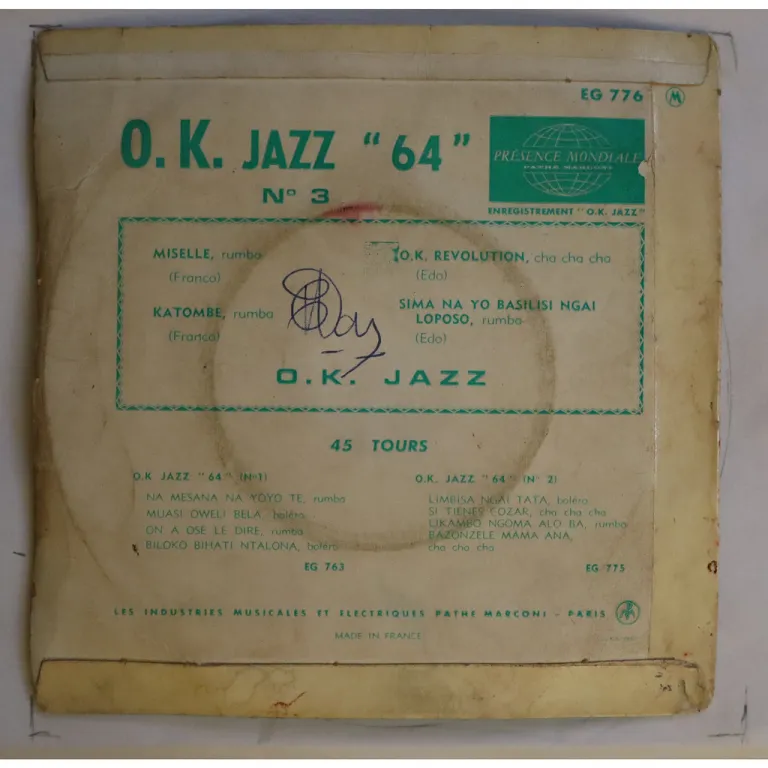 EG 776
M
O.K. JAZZ "64"
N° 3
PRÉSENCE MONDIALE
PATHÉ MARCONI
ENREGISTREMENT "O.K. JAZZ"
MISELLE, rumba
(Franco)
KATOMBE, rumba
(Franco)
O.K. REVOLUTION, cha cha cha
(Edo)
SIMA NA YO BASILISI NGAI
LOPOSO, rumba
(Edo)
O.K. JAZZ
45 TOURS
O.K JAZZ "64" (N°1)
NA MESANA NA YOYO TE, rumba
MUASI OWELI BELA, boléro
ON A OSE LE DIRE, rumba
BILOKO BIHATI NTALONA, boléro
EG 763
O.K. JAZZ "64" (N° 2)
LIMBISA NGAI TATA, boléro
SI TIENES EDZAR, cha cha cha
LIKAMBO NGOMA ALO BA, rumba
BAZONZELE MAMA ANA,
cha cha cha
EG 775
LES INDUSTRIES MUSICALES ET ELECTRIQUES PATHE MARCONI - PARIS
MADE IN FRANCE